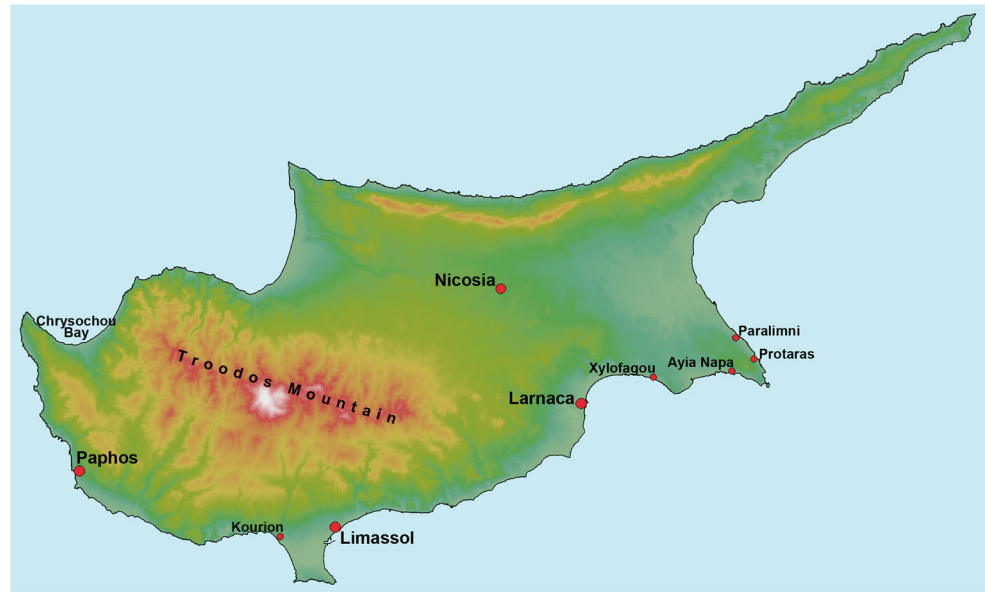 Nicosia
Chrysochou
Bay
Paralimni
Protaras
Ayia Napa
Xylofagou
Troodos Mountain
Larnaca
Paphos
Kourion
Limassol